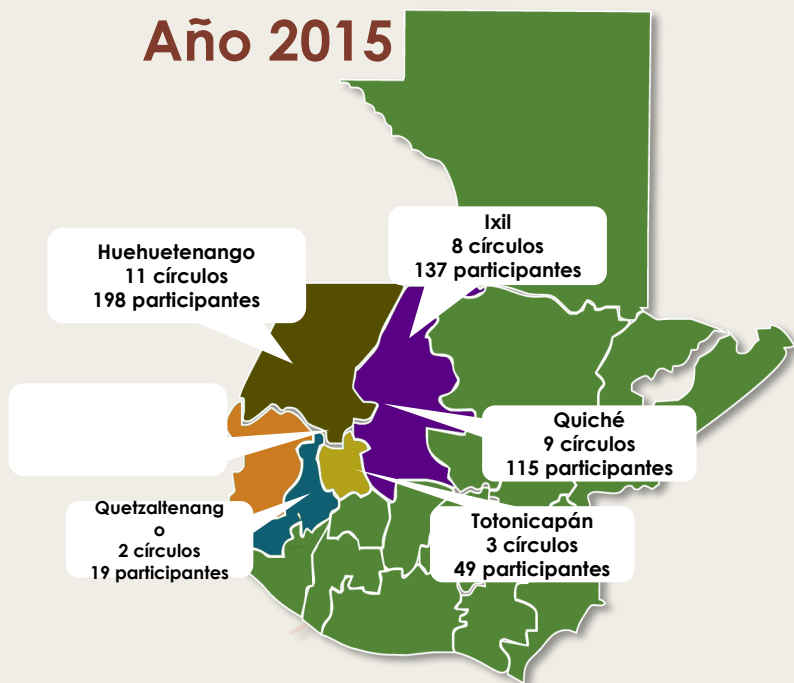 Año 2015
Ixil
8 círculos
137 participantes
Huehuetenango
11 círculos
198 participantes
Quiché
9 círculos
115 participantes
Quetzaltenang
o
2 círculos
19 participantes
Totonicapán
3 círculos
49 participantes